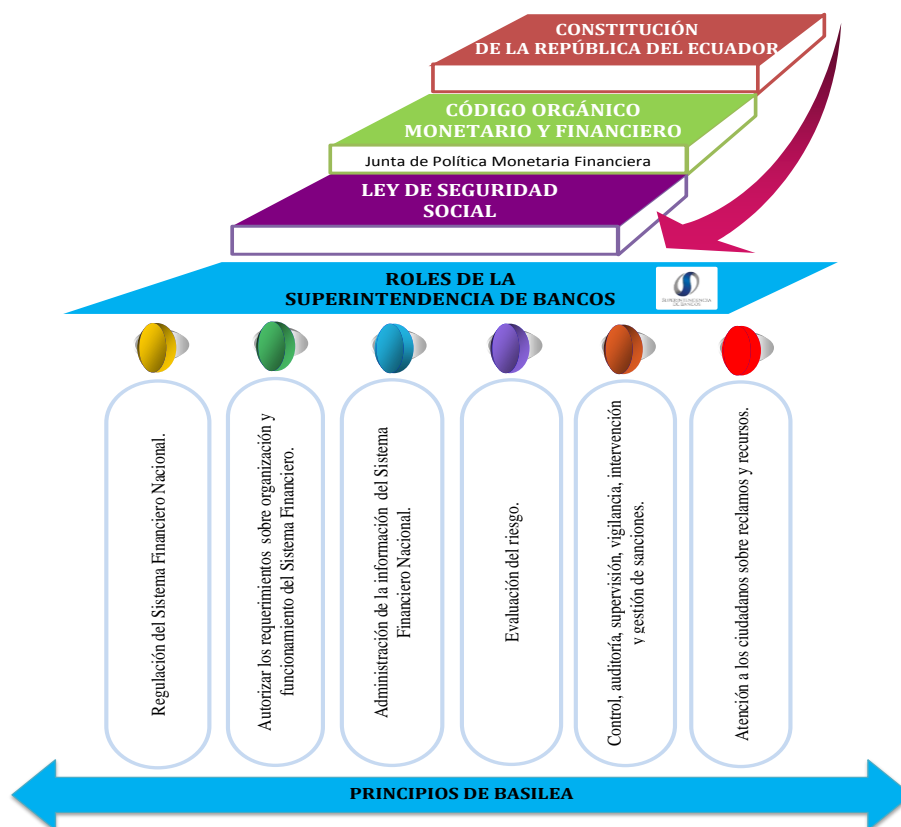 CONSTITUCIÓN
DE LA REPÚBLICA DEL ECUADOR
CÓDIGO ORGÁNICO
MONETARIO Y FINANCIERO
Junta de Política Monetaria Financiera
LEY DE SEGURIDAD
SOCIAL
ROLES DE LA
SUPERINTENDENCIA DE BANCOS
SUPERINTENDENCIA
DE BANCOS
Regulación del Sistema Financiero Nacional.
Autorizar los requerimientos sobre organización y
funcionamiento del Sistema Financiero.
Administración de la información del Sistema
Financiero Nacional.
Evaluación del riesgo.
Control, auditoría, supervisión, vigilancia, intervención
y gestión de sanciones.
Atención a los ciudadanos sobre reclamos y recursos.
PRINCIPIOS DE BASILEA